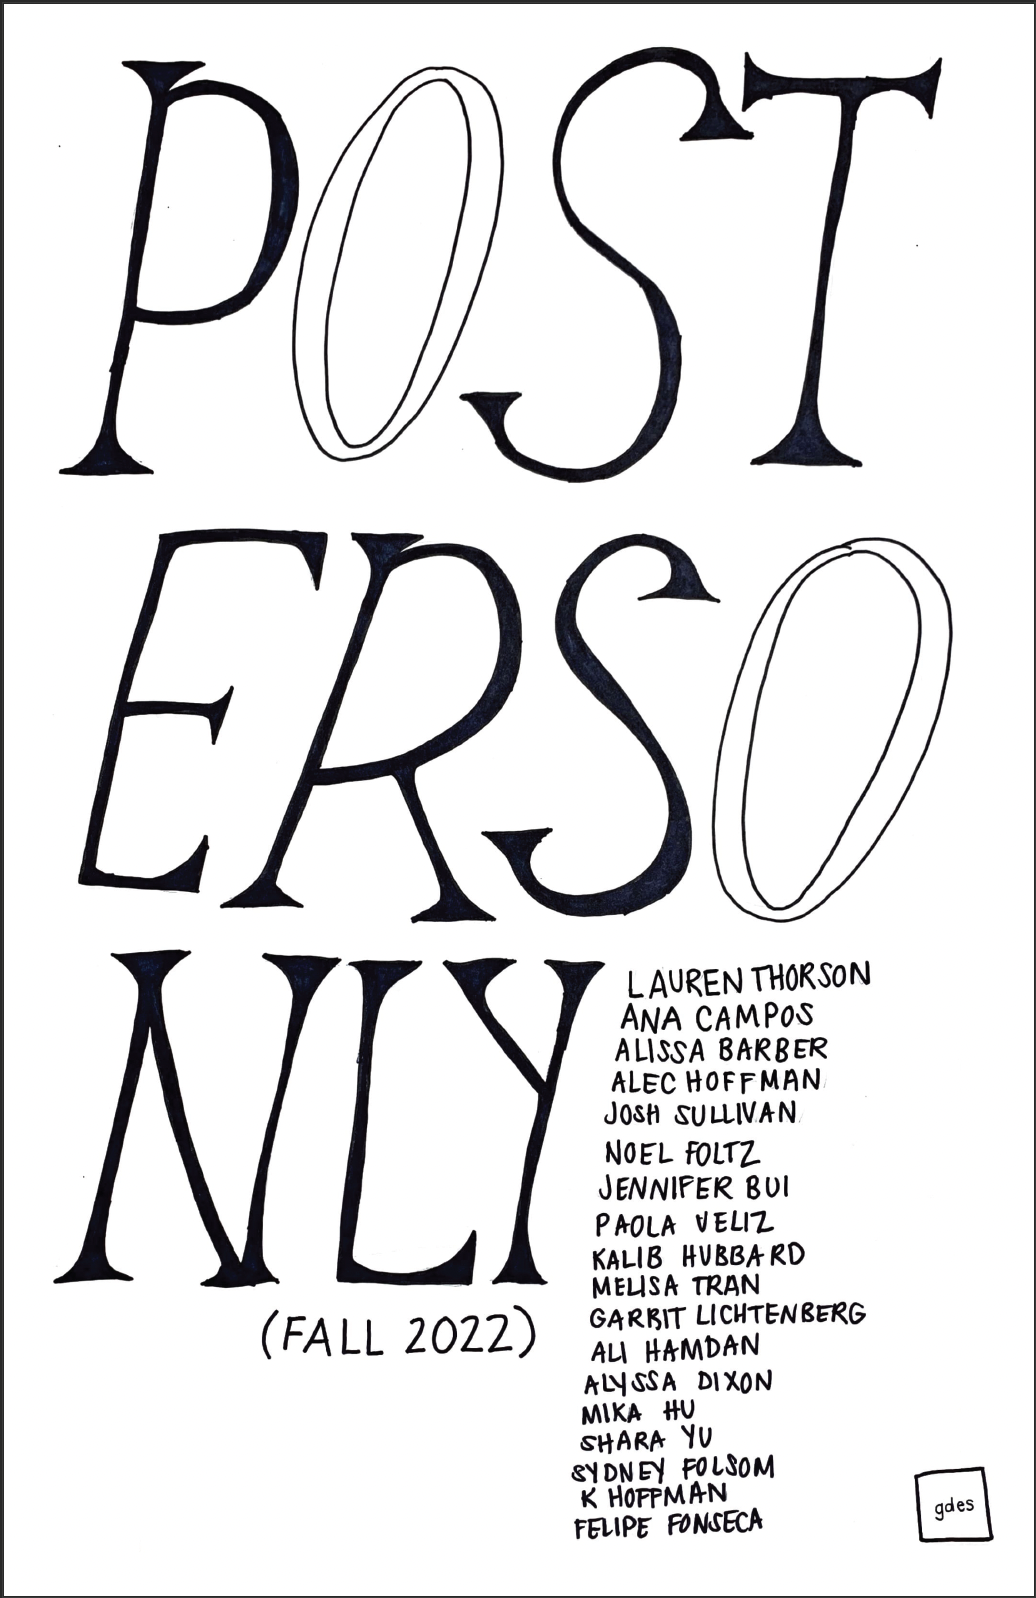 POST
ERSO
NLY
(FALL 2022)
LAUREN THORSON
ANA CAMPOS
ALISSA BARBER
ALEC HOFFMAN
JOSH SULLIVAN
NOEL FOLTZ
JENNIFER BUI
PAOLA VELIZ
KALIB HUBBARD
MELISA TRAN
GARRIT LICHTENBERG
ALI HAMDAN
ALYSSA DIXON
MIKA HU
SHARA YU
SYDNEY FOLSOM
K HOFFMAN
FELIPE FONSECA
gdes